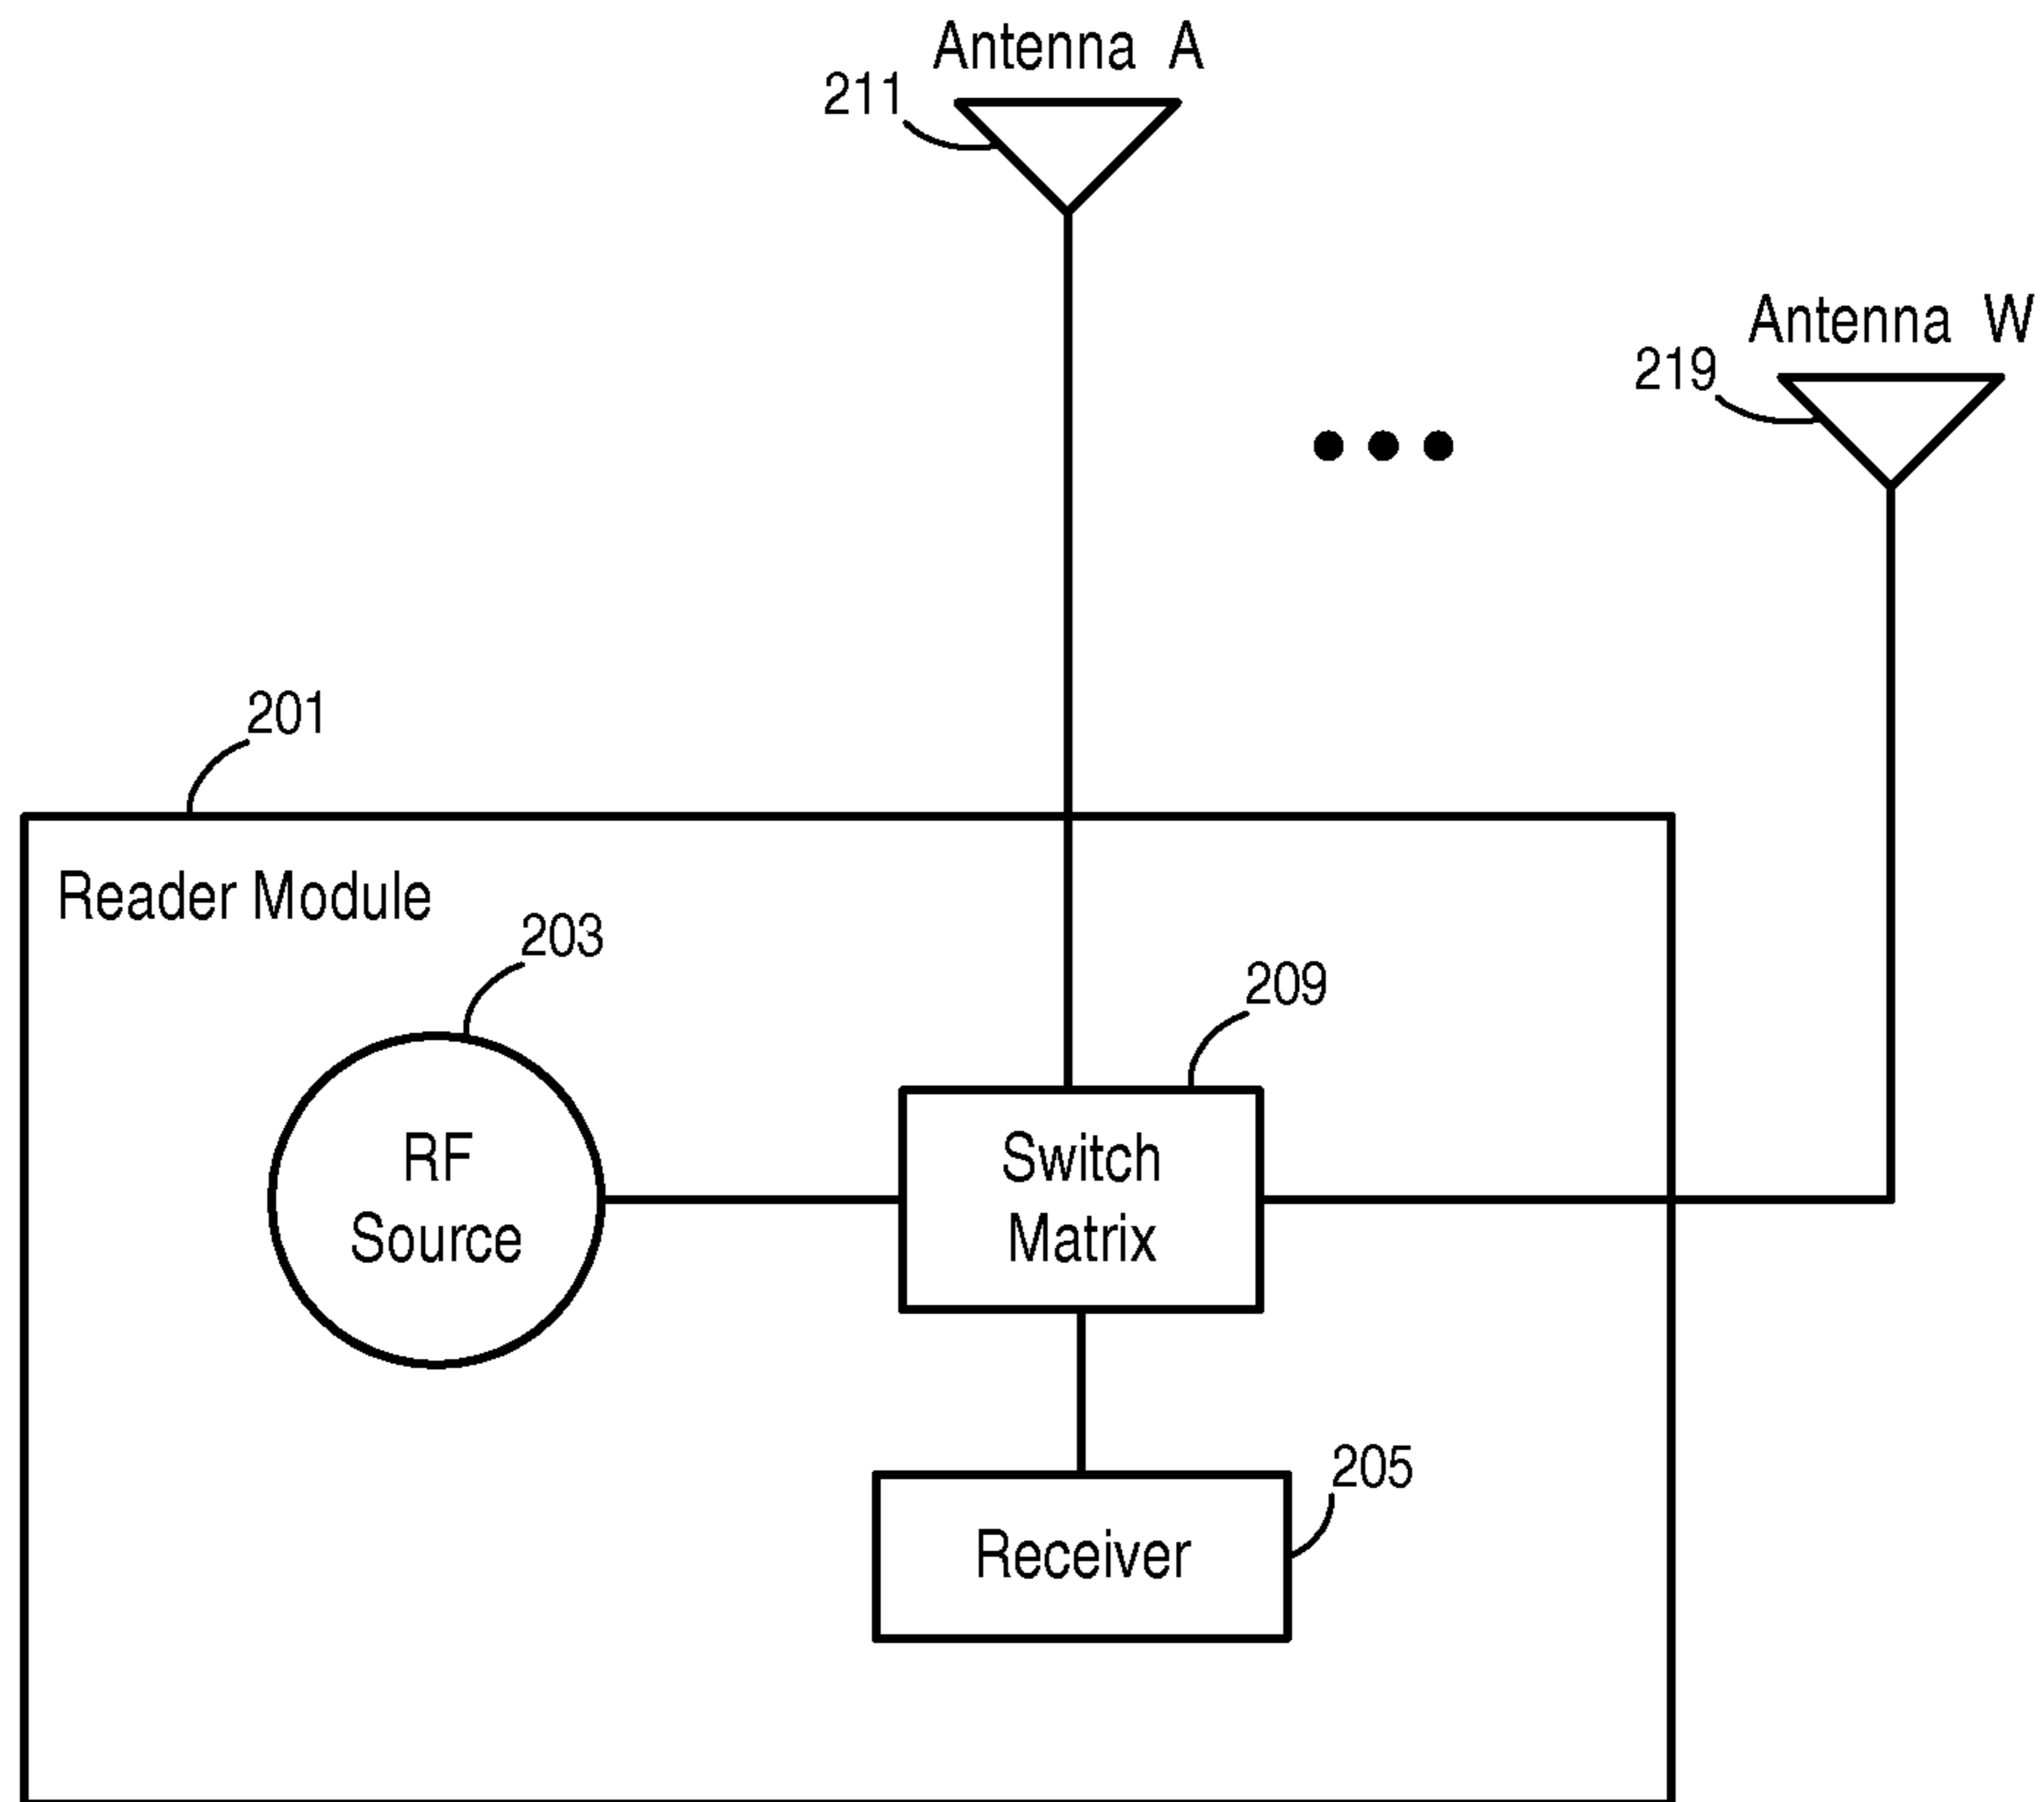 Antenna A
211
Antenna W
219
201
Reader Module
203
209
RF
Source
Switch
Matrix
205
Receiver